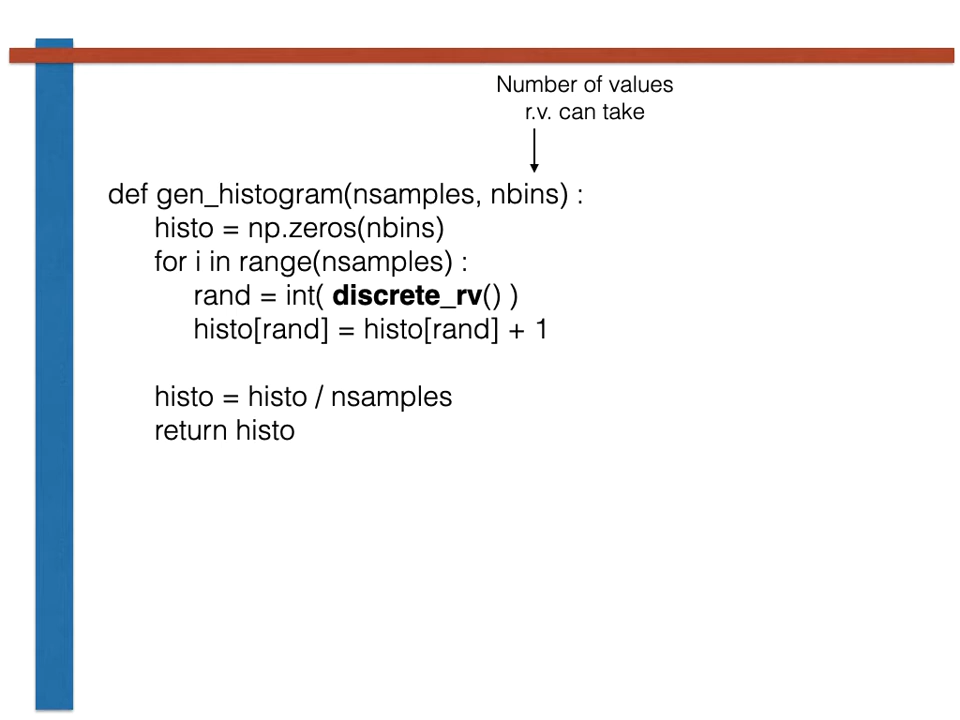 Number of values
r.v. can take
def gen_histogram(nsamples, nbins) :
histo = np.zeros(nbins)
for i in range(nsamples) :
rand = int( discrete_rv() )
histo[rand] = histo[rand] + 1
histo = histo / nsamples
return histo